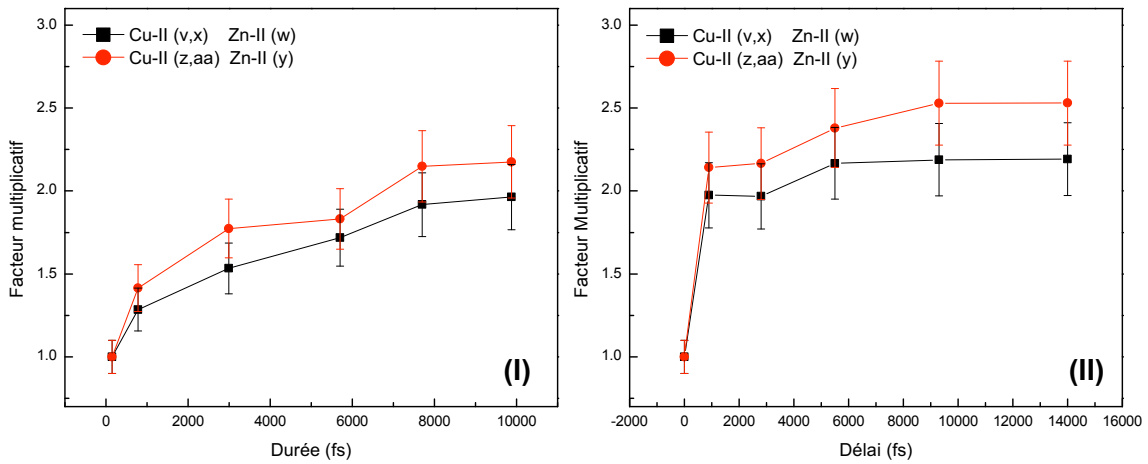 3.0
2.5
2.0
1.5
1.0
Facteur multiplicatif
Cu-II (v,x) Zn-II (w)
Cu-II (z,aa) Zn-II (y)
(I)
0 2000 4000 6000 8000 10000
Durée (fs)
3.0
2.5
2.0
1.5
1.0
Facteur Multiplicatif
Cu-II (v,x) Zn-II (w)
Cu-II (z,aa) Zn-II (y)
(II)
-2000 0 2000 4000 6000 8000 10000 12000 14000 16000
Délai (fs)